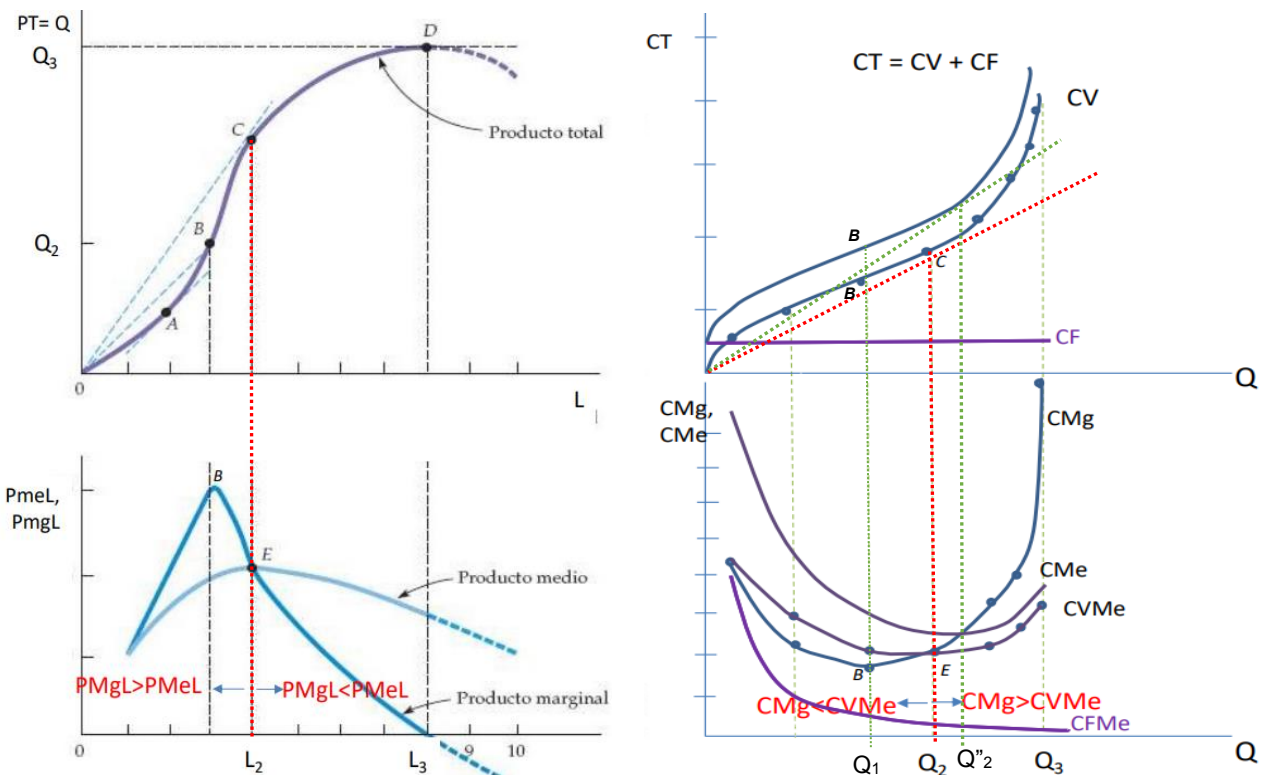 PT= Q
Q3
D
C
Producto total
B
Q2
A
0
L
PmeL,
PmgL
B
E
Producto medio
PMgL>PMeL
PMgL<PMeL
Producto marginal
0
L2
L3
9
10
CT
CT = CV + CF
CV
B
C
B
CF
Q
CMg,
CMe
CMg
CMe
CVMe
B
E
CMg<CVMe
CMg>CVMe
CFMe
Q1
Q2
Q"2
Q3
Q